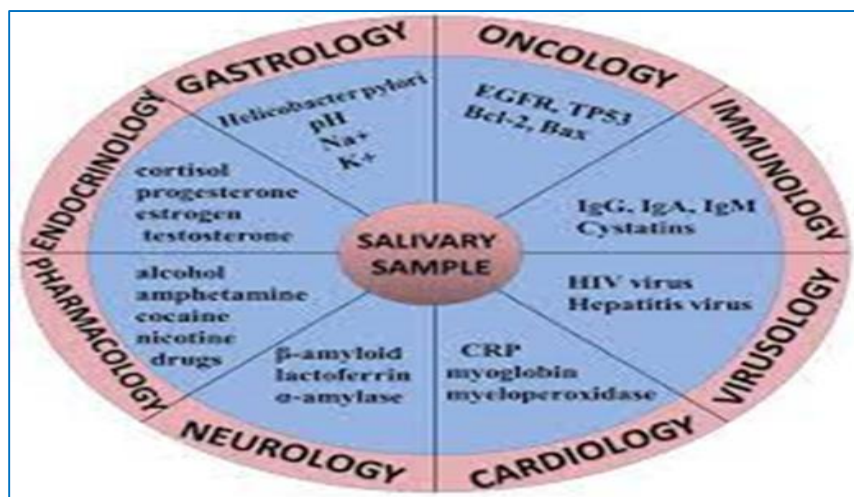 GASTROLOGY
Helicobacter pylori
pH
Na+
K+
ONCOLOGY
EGFR, TP53
Bcl-2, Bax
IMMUNOLOGY
IgG, IgA, IgM
Cystatins
VIRUSOLOGY
HIV virus
Hepatitis virus
CARDIOLOGY
CRP
myoglobin
myeloperoxidase
NEUROLOGY
β-amyloid
lactoferrin
α-amylase
PHARMACOLOGY
alcohol
amphetamine
cocaine
nicotine
drugs
ENDOCRINOLOGY
cortisol
progesterone
estrogen
testosterone
SALIVARY
SAMPLE